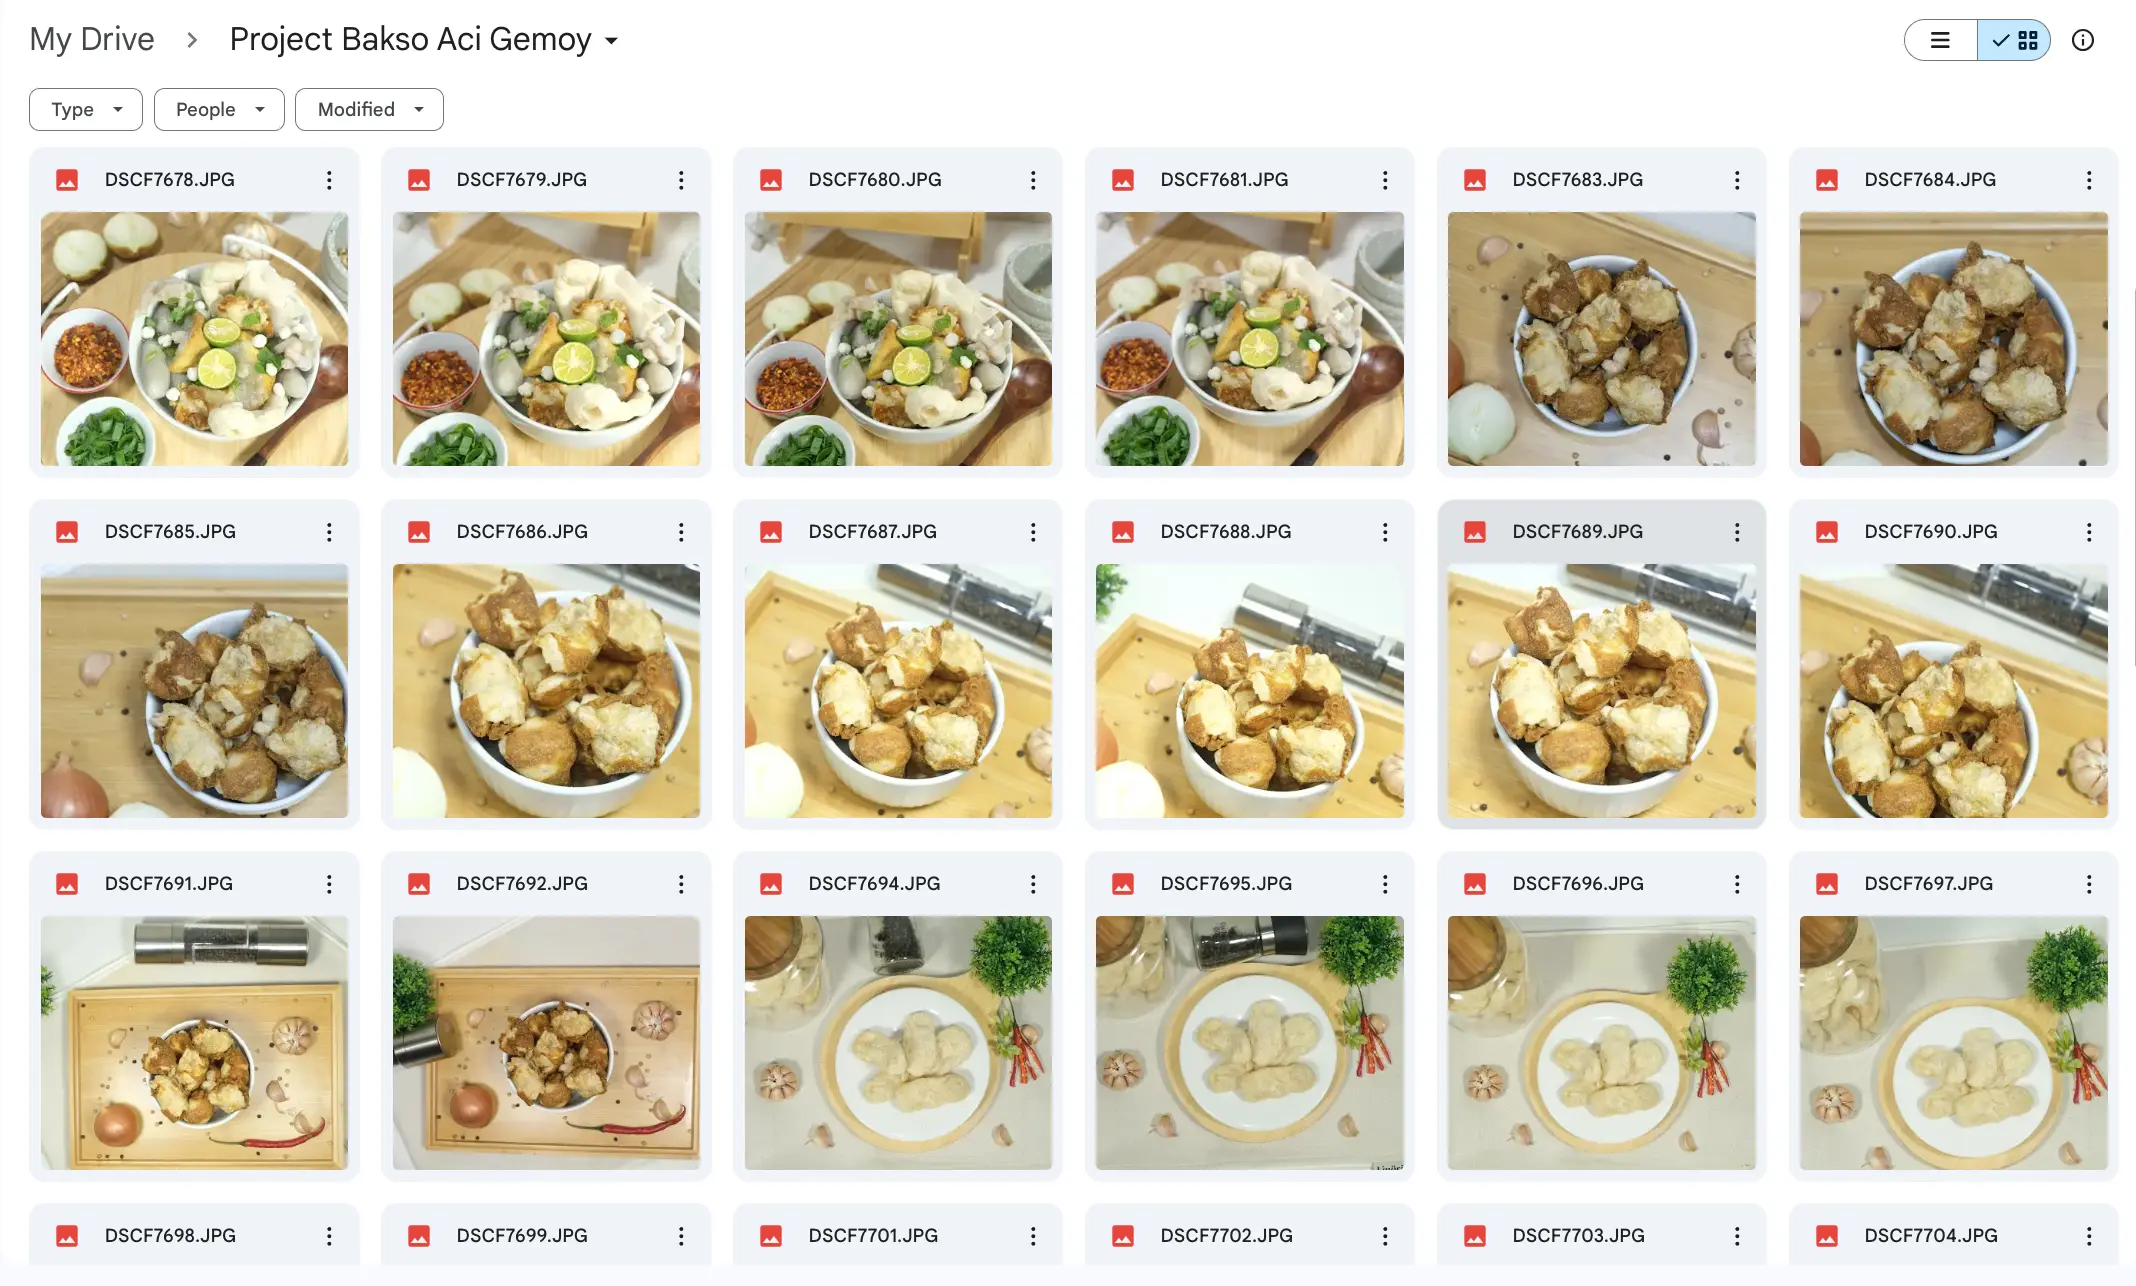 My Drive > Project Bakso Aci Gemoy
Type People Modified
DSCF7678.JPG DSCF7679.JPG DSCF7680.JPG DSCF7681.JPG DSCF7683.JPG DSCF7684.JPG
DSCF7685.JPG DSCF7686.JPG DSCF7687.JPG DSCF7688.JPG DSCF7689.JPG DSCF7690.JPG
DSCF7691.JPG DSCF7692.JPG DSCF7694.JPG DSCF7695.JPG DSCF7696.JPG DSCF7697.JPG
DSCF7698.JPG DSCF7699.JPG DSCF7701.JPG DSCF7702.JPG DSCF7703.JPG DSCF7704.JPG